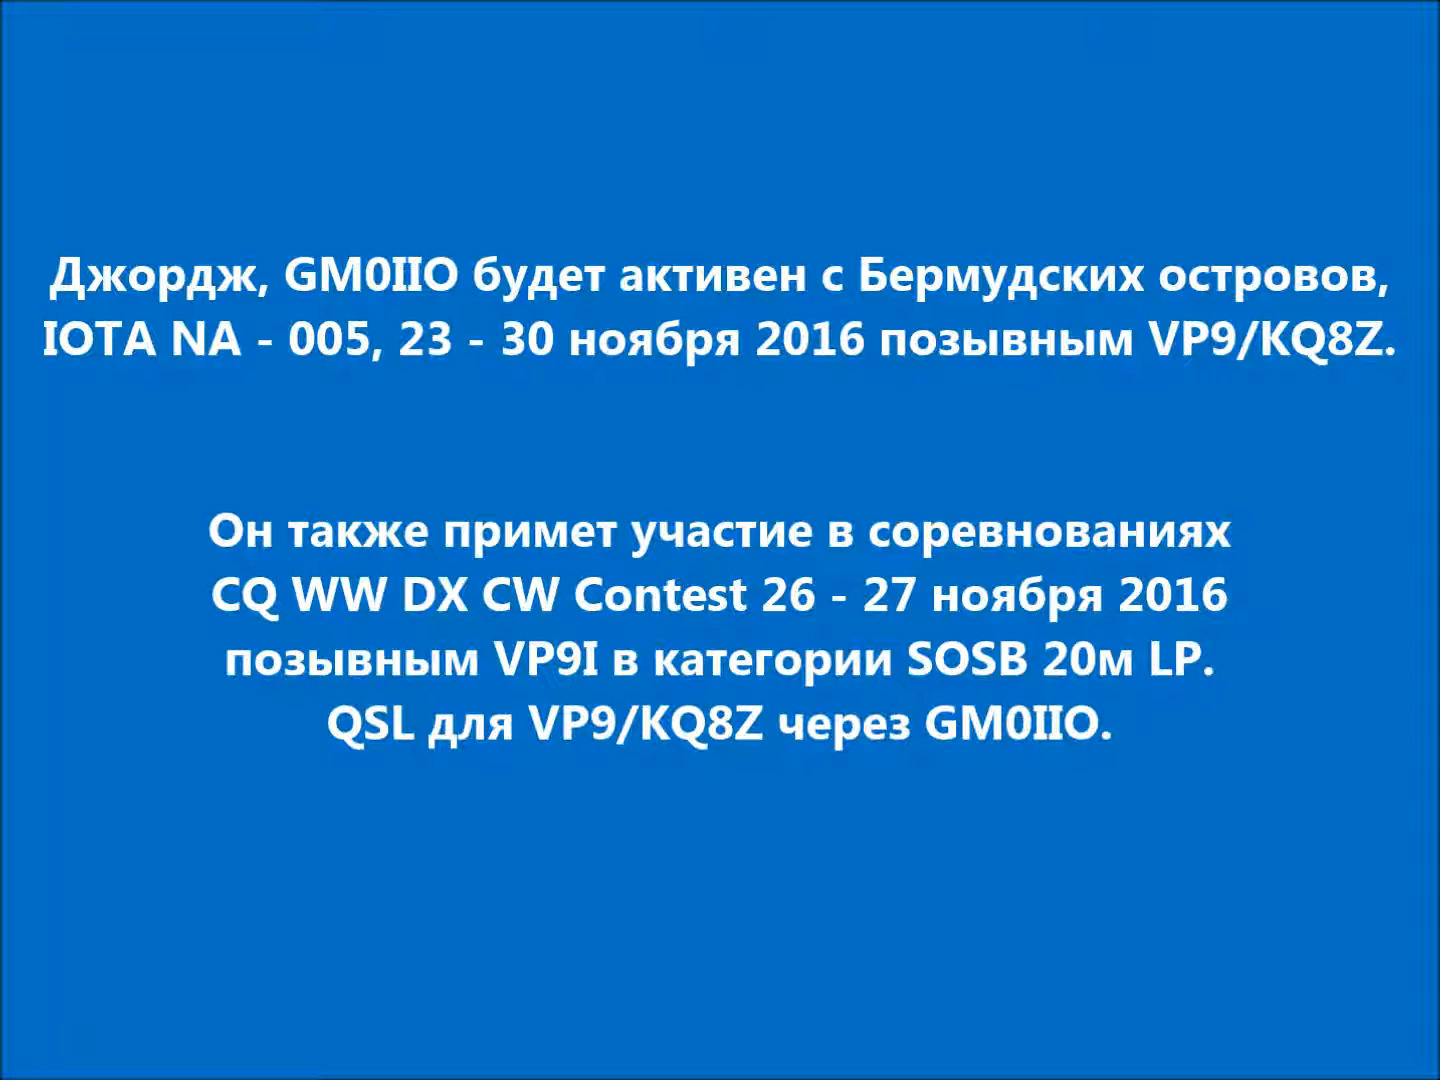 Джордж, GM0IIO будет активен с Бермудских островов,
IOTA NA - 005, 23 - 30 ноября 2016 позывным VP9/KQ8Z.
Он также примет участие в соревнованиях
CQ WW DX CW Contest 26 - 27 ноября 2016
позывным VP9I в категории SOSB 20м LP.
QSL для VP9/KQ8Z через GM0IIO.